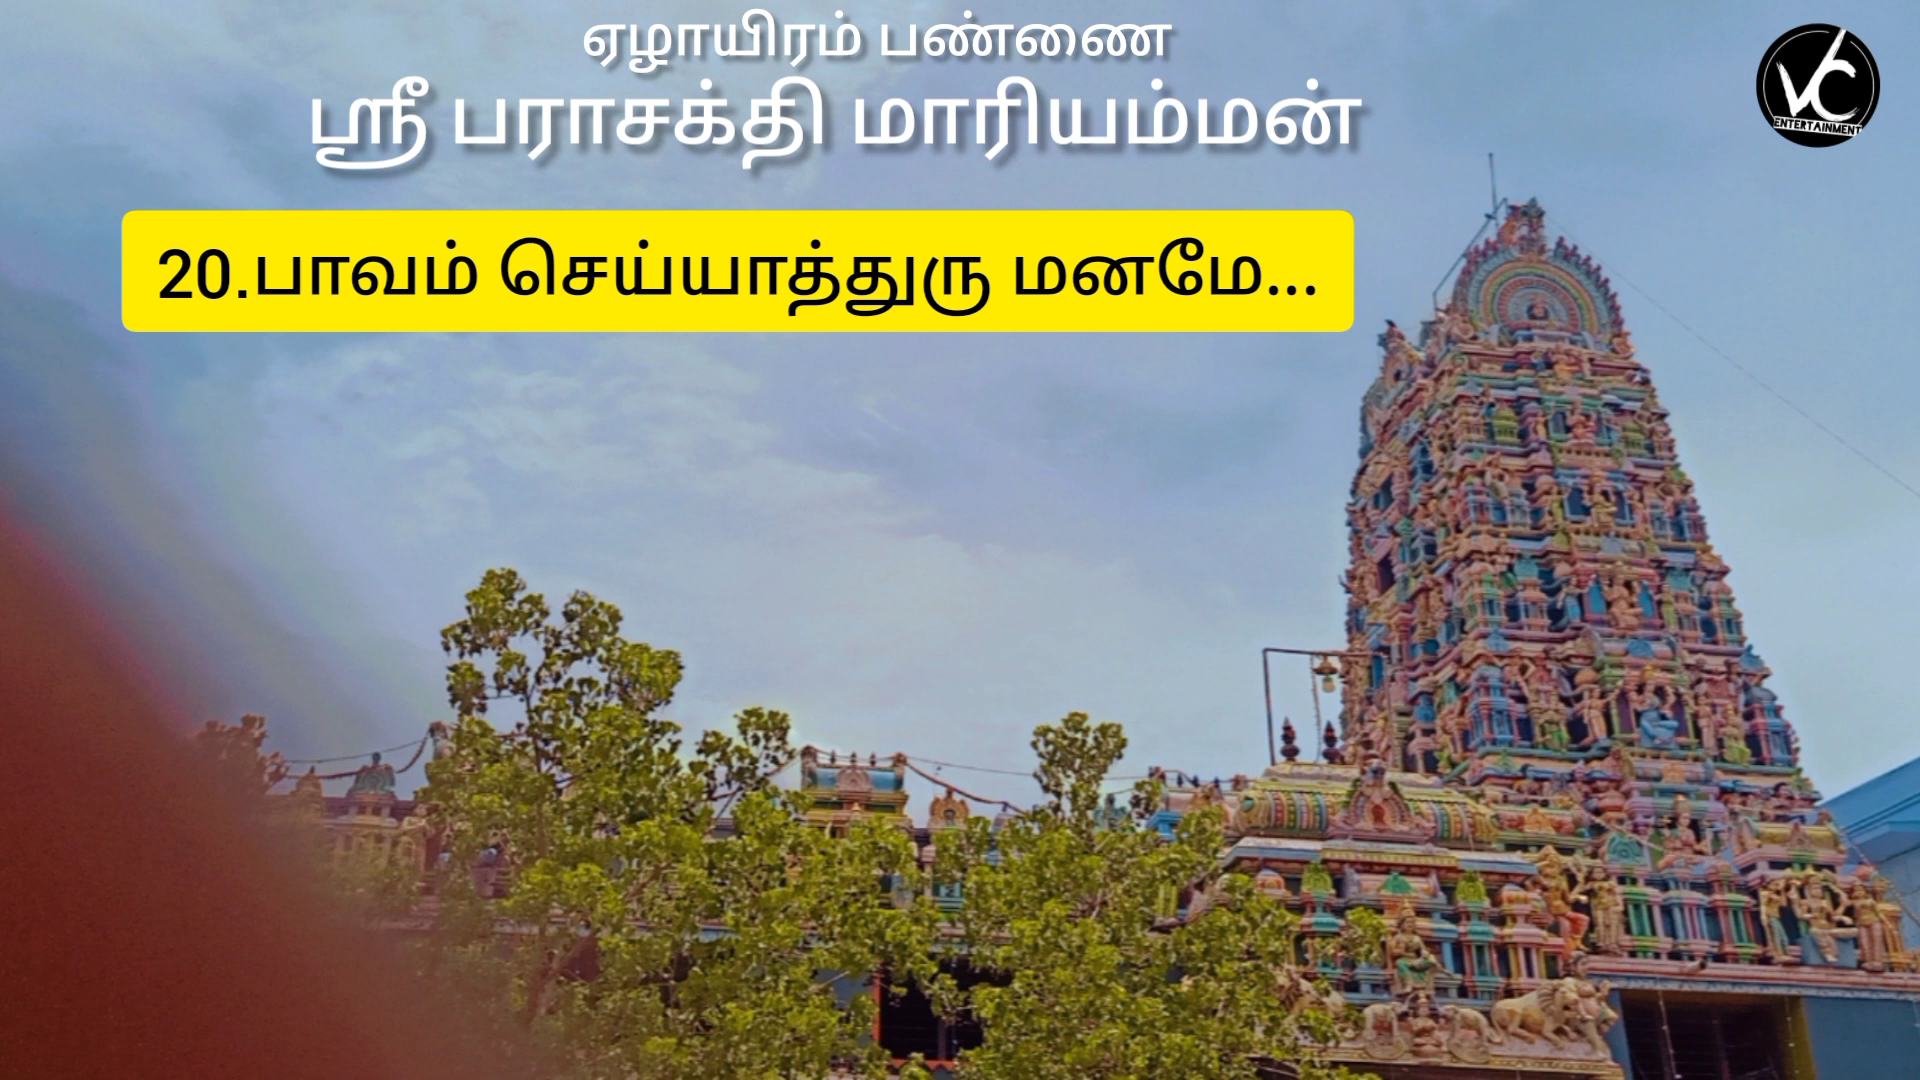 ஏழாயிரம் பண்ணை
ஸ்ரீ பராசக்தி மாரியம்மன்
20.பாவம் செய்யாத்துரு மனமே...
VC
ENTERTAINMENT